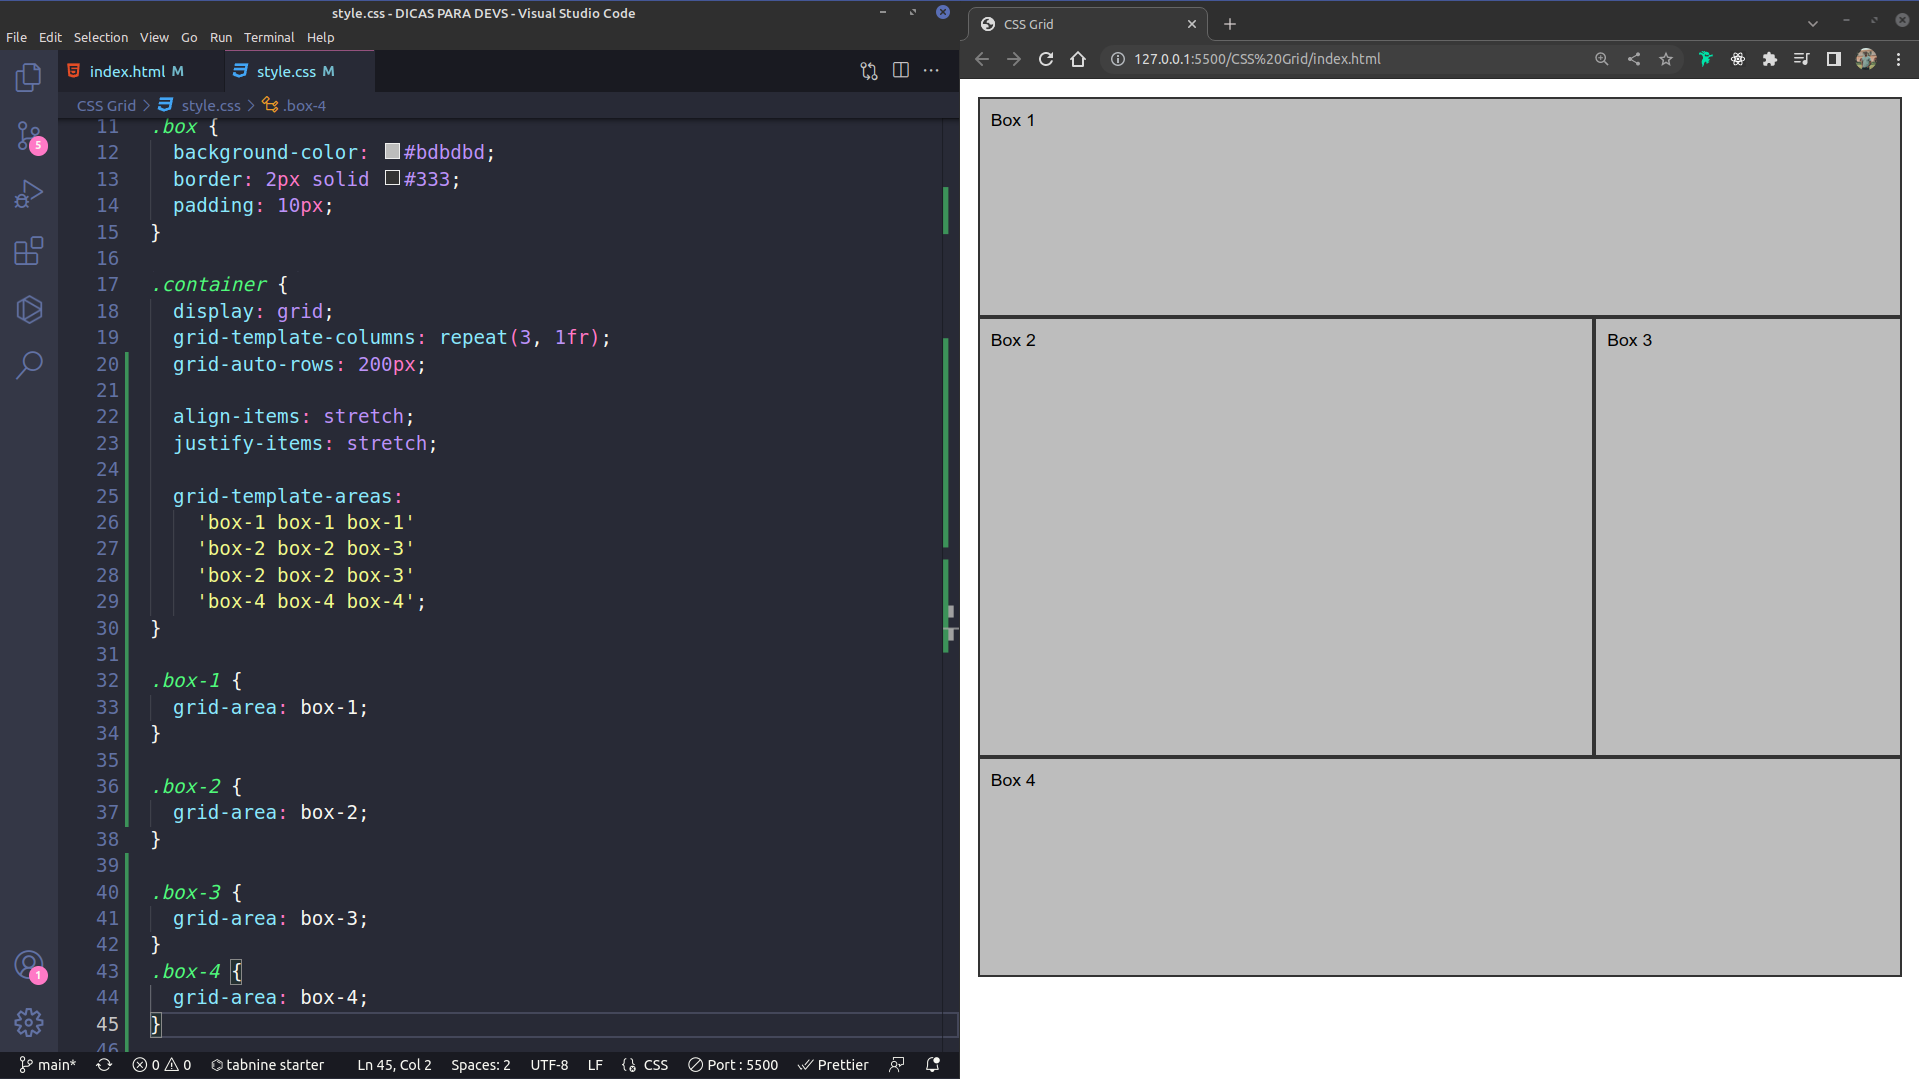 style.css - DICAS PARA DEVS - Visual Studio Code
File Edit Selection View Go Run Terminal Help
index.html M
style.css M
CSS Grid > style.css > .box-4
11 .box {
12 background-color: #bdbdbd;
13 border: 2px solid #333;
14 padding: 10px;
15 }
16
17 .container {
18 display: grid;
19 grid-template-columns: repeat(3, 1fr);
20 grid-auto-rows: 200px;
21
22 align-items: stretch;
23 justify-items: stretch;
24
25 grid-template-areas:
26 'box-1 box-1 box-1'
27 'box-2 box-2 box-3'
28 'box-2 box-2 box-3'
29 'box-4 box-4 box-4';
30 }
31
32 .box-1 {
33 grid-area: box-1;
34 }
35
36 .box-2 {
37 grid-area: box-2;
38 }
39
40 .box-3 {
41 grid-area: box-3;
42 }
43 .box-4 {
44 grid-area: box-4;
45 }
46
5
1
main* 0 0 tabnine starter Ln 45, Col 2 Spaces: 2 UTF-8 LF {} CSS Port : 5500 Prettier
CSS Grid
127.0.0.1:5500/CSS%20Grid/index.html
Box 1
Box 2
Box 3
Box 4